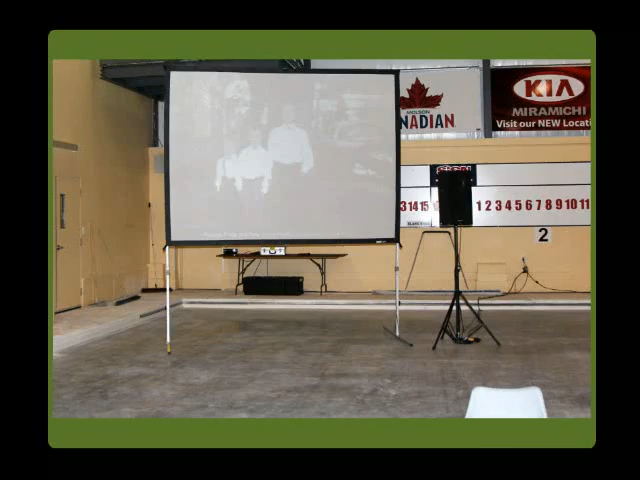 MOLSON
NADIAN
KIA
MIRAMICHI
Visit our NEW Locati
3 14 15
1 2 3 4 5 6 7 8 9 10 11
2